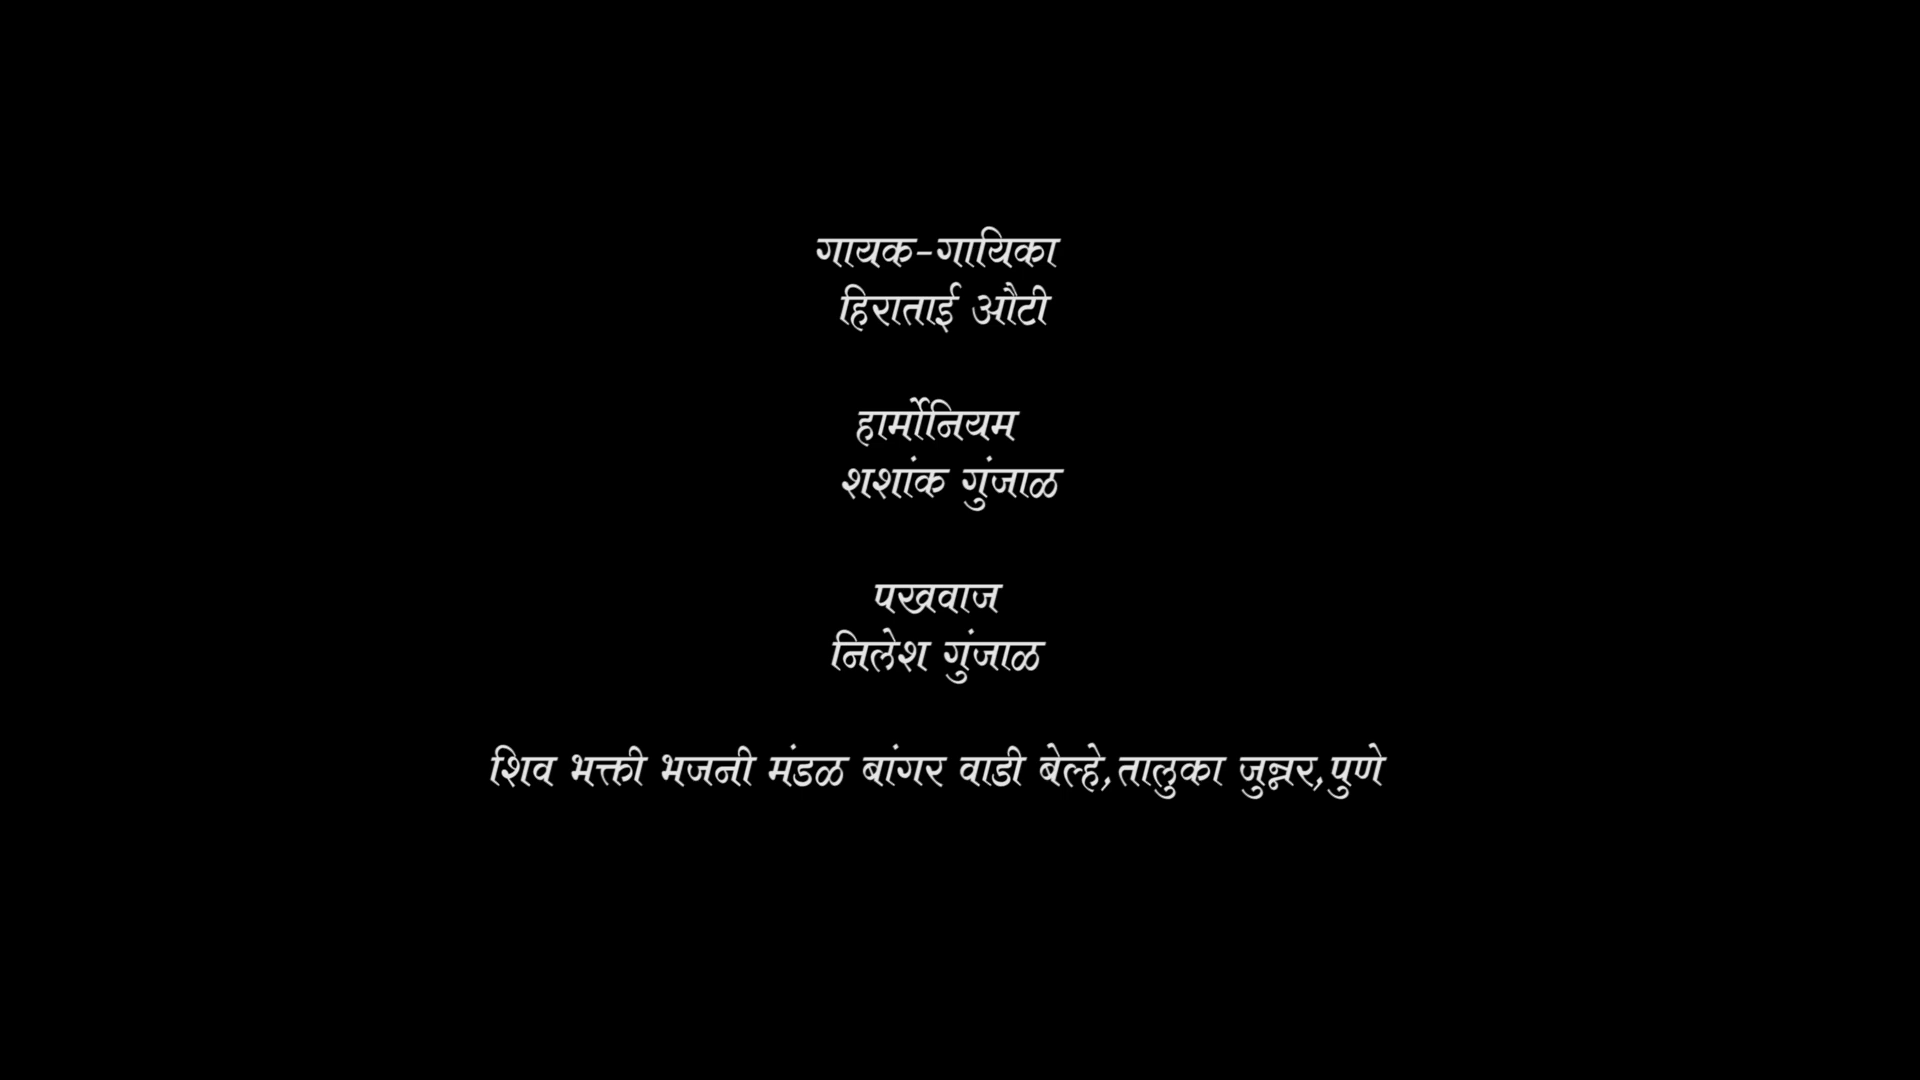 गायक-गायिका
हिराताई औटी
हार्मोनियम
शशांक गुंजाळ
पखवाज
निलेश गुंजाळ
शिव भक्ती भजनी मंडळ बांगर वाडी बेल्हे,तालुका जुन्नर,पुणे